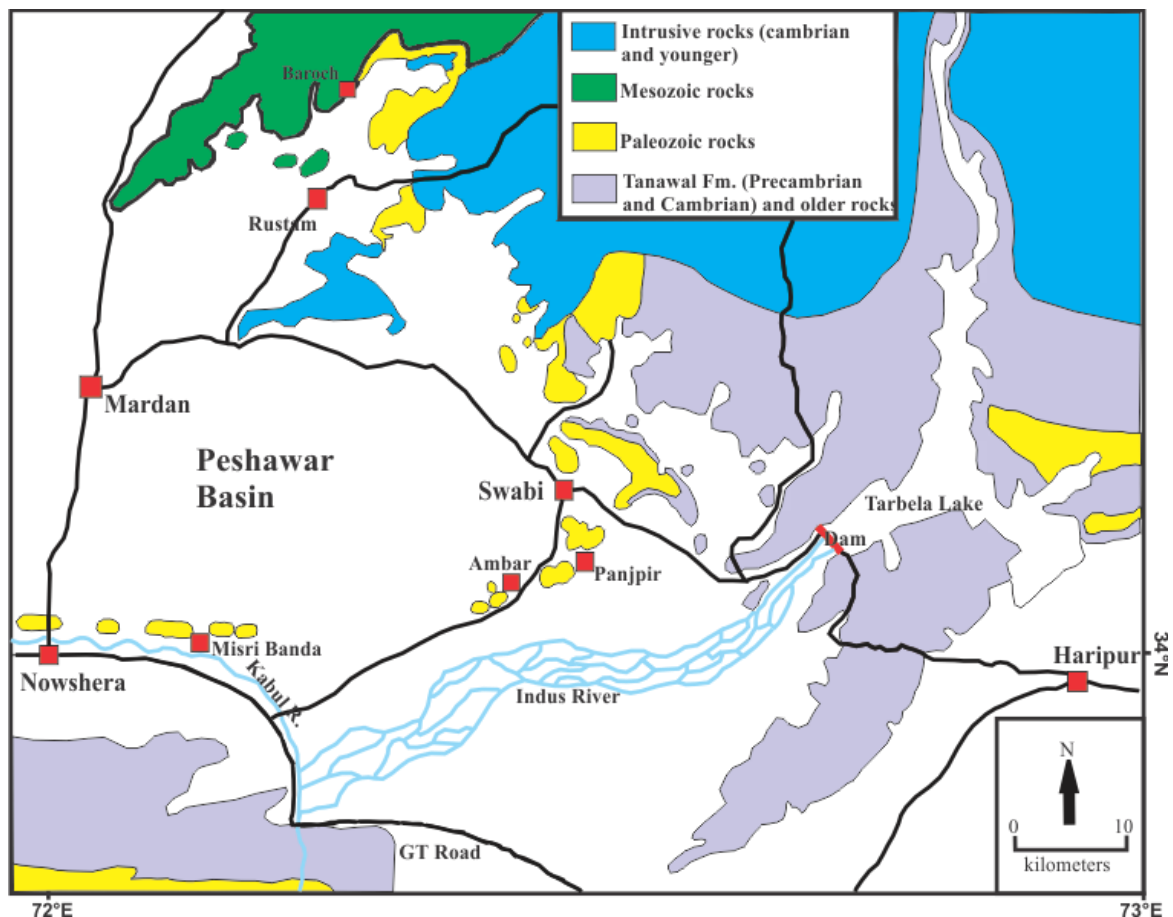 Intrusive rocks (cambrian
and younger)
Mesozoic rocks
Paleozoic rocks
Tanawal Fm. (Precambrian
and Cambrian) and older rocks
Baroch
Rustam
Mardan
Peshawar
Basin
Swabi
Tarbela Lake
Dam
Ambar
Panjpir
Misri Banda
Nowshera
Kabul R.
Indus River
Haripur
34°N
GT Road
N
0 10
kilometers
72°E
73°E